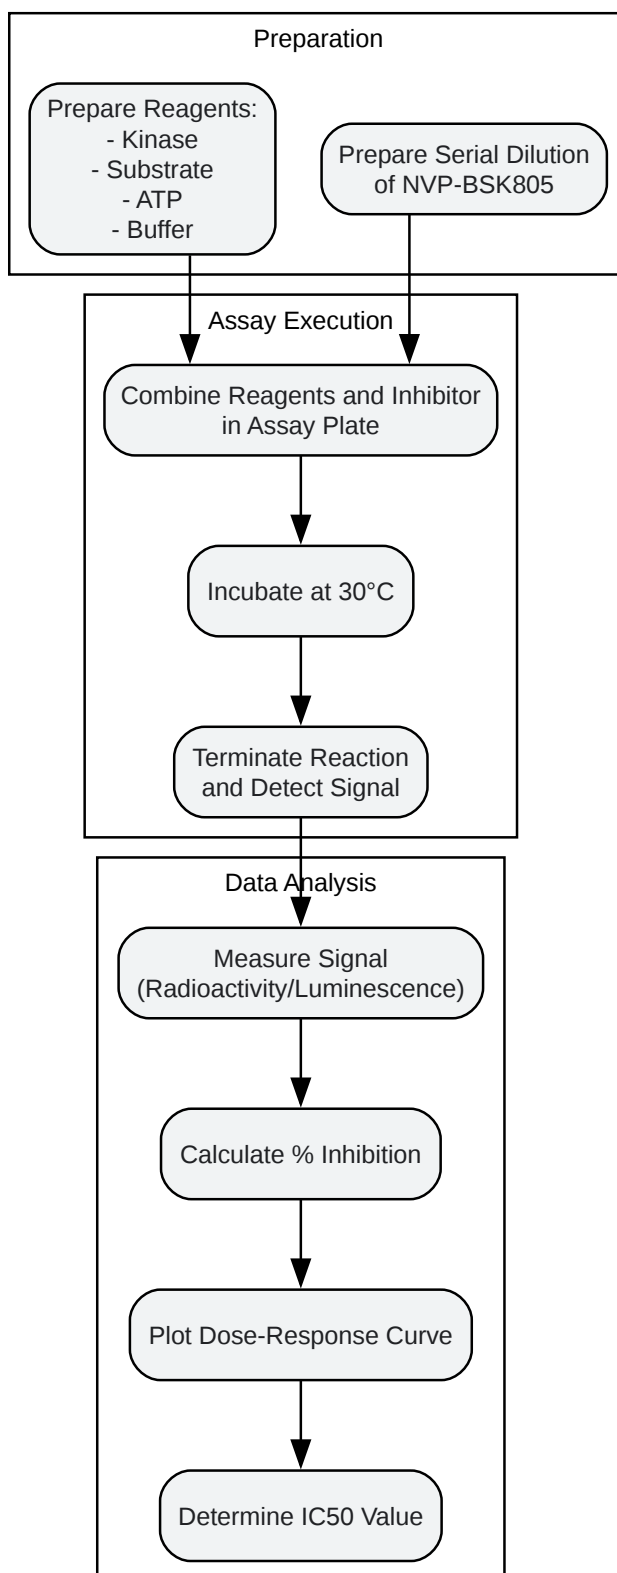 Preparation
Prepare Reagents:
- Kinase
- Substrate
- ATP
- Buffer
Prepare Serial Dilution
of NVP-BSK805
Assay Execution
Combine Reagents and Inhibitor
in Assay Plate
Incubate at 30°C
Terminate Reaction
and Detect Signal
Data Analysis
Measure Signal
(Radioactivity/Luminescence)
Calculate % Inhibition
Plot Dose-Response Curve
Determine IC50 Value